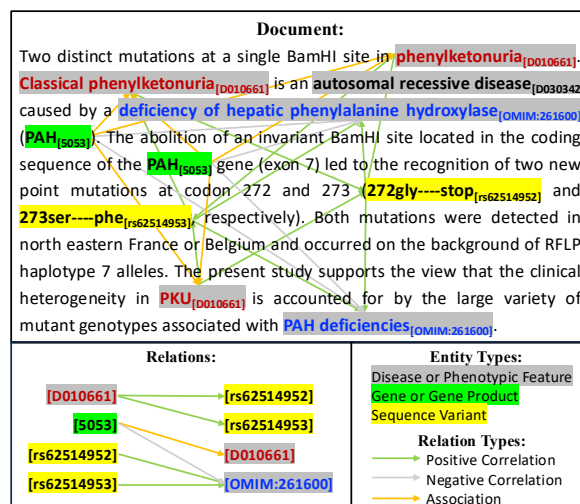 Document:
Two distinct mutations at a single BamHI site in phenylketonuria[D010661].
Classical phenylketonuria[D010661] is an autosomal recessive disease[D030342
caused by a deficiency of hepatic phenylalanine hydroxylase[OMIM:261600]
(PAH[5053]). The abolition of an invariant BamHI site located in the coding
sequence of the PAH[5053] gene (exon 7) led to the recognition of two new
point mutations at codon 272 and 273 (272gly----stop[rs62514952] and
273ser----phe[rs62514953], respectively). Both mutations were detected in
north eastern France or Belgium and occurred on the background of RFLP
haplotype 7 alleles. The present study supports the view that the clinical
heterogeneity in PKU[D010661] is accounted for by the large variety of
mutant genotypes associated with PAH deficiencies[OMIM:261600].
Relations:
[D010661] [rs62514952]
[5053] [rs62514953]
[rs62514952] [D010661]
[rs62514953] [OMIM:261600]
Entity Types:
Disease or Phenotypic Feature
Gene or Gene Product
Sequence Variant
Relation Types:
Positive Correlation
Negative Correlation
Association